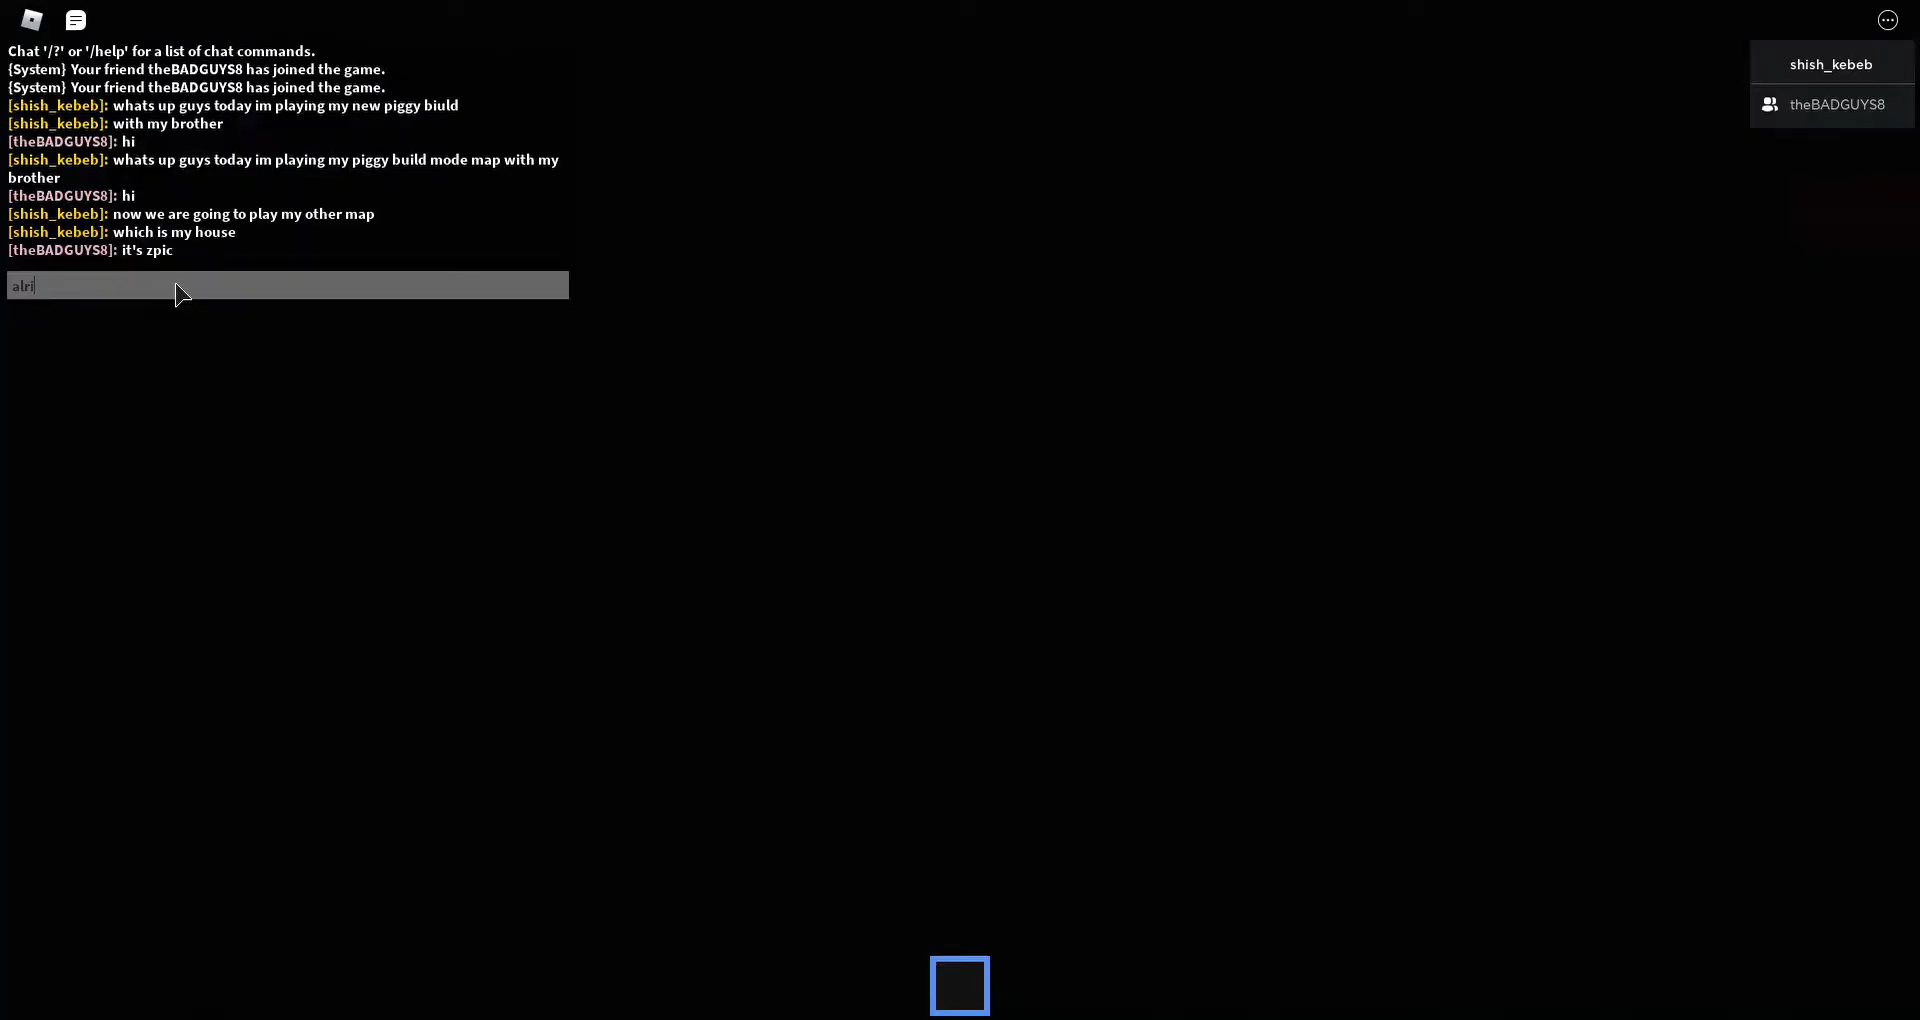 Chat '/?' or '/help' for a list of chat commands.
{System} Your friend theBADGUYS8 has joined the game.
{System} Your friend theBADGUYS8 has joined the game.
[shish_kebeb]: whats up guys today im playing my new piggy biuld
[shish_kebeb]: with my brother
[theBADGUYS8]: hi
[shish_kebeb]: whats up guys today im playing my piggy build mode map with my
brother
[theBADGUYS8]: hi
[shish_kebeb]: now we are going to play my other map
[shish_kebeb]: which is my house
[theBADGUYS8]: it's zpic
alri
shish_kebeb
theBADGUYS8